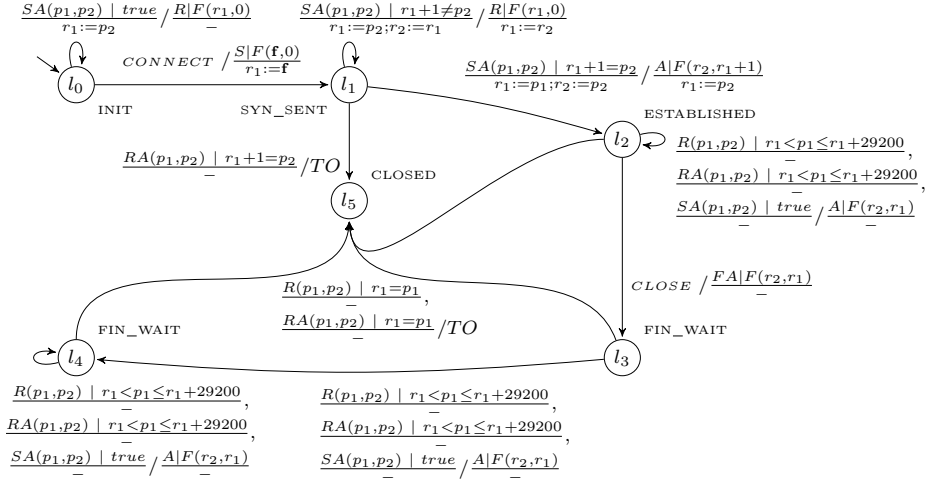 SA(p₁,p₂) | true / R|F(r₁,0)
r₁:=p₂ −
SA(p₁,p₂) | r₁+1≠p₂ / R|F(r₁,0)
r₁:=p₂;r₂:=r₁ r₁:=r₂
CONNECT / S|F(f,0)
r₁:=f
SA(p₁,p₂) | r₁+1=p₂ / A|F(r₂,r₁+1)
r₁:=p₁;r₂:=p₂ r₁:=p₂
l₀
l₁
INIT
SYN_SENT
ESTABLISHED
l₂
R(p₁,p₂) | r₁<p₁≤r₁+29200
−,
RA(p₁,p₂) | r₁<p₁≤r₁+29200
−,
SA(p₁,p₂) | true / A|F(r₂,r₁)
− −
RA(p₁,p₂) | r₁+1=p₂ /TO
−
CLOSED
l₅
R(p₁,p₂) | r₁=p₁
−,
RA(p₁,p₂) | r₁=p₁ /TO
−
CLOSE / FA|F(r₂,r₁)
−
FIN_WAIT
FIN_WAIT
l₄
l₃
R(p₁,p₂) | r₁<p₁≤r₁+29200
−,
RA(p₁,p₂) | r₁<p₁≤r₁+29200
−,
SA(p₁,p₂) | true / A|F(r₂,r₁)
− −
R(p₁,p₂) | r₁<p₁≤r₁+29200
−,
RA(p₁,p₂) | r₁<p₁≤r₁+29200
−,
SA(p₁,p₂) | true / A|F(r₂,r₁)
− −